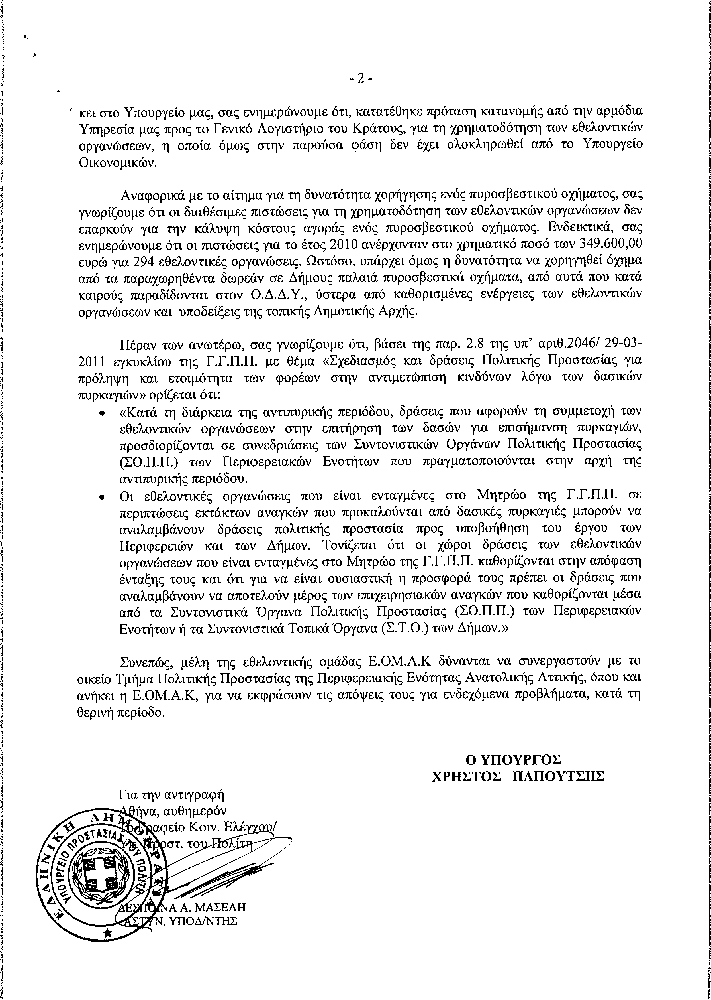 - 2 -
κει στο Υπουργείο μας, σας ενημερώνουμε ότι, κατατέθηκε πρόταση κατανομής από την αρμόδια
Υπηρεσία μας προς το Γενικό Λογιστήριο του Κράτους, για τη χρηματοδότηση των εθελοντικών
οργανώσεων, η οποία όμως στην παρούσα φάση δεν έχει ολοκληρωθεί από το Υπουργείο
Οικονομικών.
Αναφορικά με το αίτημα για τη δυνατότητα χορήγησης ενός πυροσβεστικού οχήματος, σας
γνωρίζουμε ότι οι διαθέσιμες πιστώσεις για τη χρηματοδότηση των εθελοντικών οργανώσεων δεν
επαρκούν για την κάλυψη κόστους αγοράς ενός πυροσβεστικού οχήματος. Ενδεικτικά, σας
ενημερώνουμε ότι οι πιστώσεις για το έτος 2010 ανέρχονταν στο χρηματικό ποσό των 349.600,00
ευρώ για 294 εθελοντικές οργανώσεις. Ωστόσο, υπάρχει όμως η δυνατότητα να χορηγηθεί όχημα
από τα παραχωρηθέντα δωρεάν σε Δήμους παλαιά πυροσβεστικά οχήματα, από αυτά που κατά
καιρούς παραδίδονται στον Ο.Δ.Δ.Υ., ύστερα από καθορισμένες ενέργειες των εθελοντικών
οργανώσεων και υποδείξεις της τοπικής Δημοτικής Αρχής.
Πέραν των ανωτέρω, σας γνωρίζουμε ότι, βάσει της παρ. 2.8 της υπ’ αριθ.2046/ 29-03-
2011 εγκυκλίου της Γ.Γ.Π.Π. με θέμα «Σχεδιασμός και δράσεις Πολιτικής Προστασίας για
πρόληψη και ετοιμότητα των φορέων στην αντιμετώπιση κινδύνων λόγω των δασικών
πυρκαγιών» ορίζεται ότι:
• «Κατά τη διάρκεια της αντιπυρικής περιόδου, δράσεις που αφορούν τη συμμετοχή των
εθελοντικών οργανώσεων στην επιτήρηση των δασών για επισήμανση πυρκαγιών,
προσδιορίζονται σε συνεδριάσεις των Συντονιστικών Οργάνων Πολιτικής Προστασίας
(ΣΟ.Π.Π.) των Περιφερειακών Ενοτήτων που πραγματοποιούνται στην αρχή της
αντιπυρικής περιόδου.
• Οι εθελοντικές οργανώσεις που είναι ενταγμένες στο Μητρώο της Γ.Γ.Π.Π. σε
περιπτώσεις εκτάκτων αναγκών που προκαλούνται από δασικές πυρκαγιές μπορούν να
αναλαμβάνουν δράσεις πολιτικής προστασία προς υποβοήθηση του έργου των
Περιφερειών και των Δήμων. Τονίζεται ότι οι χώροι δράσεις των εθελοντικών
οργανώσεων που είναι ενταγμένες στο Μητρώο της Γ.Γ.Π.Π. καθορίζονται στην απόφαση
ένταξης τους και ότι για να είναι ουσιαστική η προσφορά τους πρέπει οι δράσεις που
αναλαμβάνουν να αποτελούν μέρος των επιχειρησιακών αναγκών που καθορίζονται μέσα
από τα Συντονιστικά Όργανα Πολιτικής Προστασίας (ΣΟ.Π.Π.) των Περιφερειακών
Ενοτήτων ή τα Συντονιστικά Τοπικά Όργανα (Σ.Τ.Ο.) των Δήμων.»
Συνεπώς, μέλη της εθελοντικής ομάδας Ε.ΟΜ.Α.Κ δύνανται να συνεργαστούν με το
οικείο Τμήμα Πολιτικής Προστασίας της Περιφερειακής Ενότητας Ανατολικής Αττικής, όπου και
ανήκει η Ε.ΟΜ.Α.Κ, για να εκφράσουν τις απόψεις τους για ενδεχόμενα προβλήματα, κατά τη
θερινή περίοδο.
Ο ΥΠΟΥΡΓΟΣ
ΧΡΗΣΤΟΣ ΠΑΠΟΥΤΣΗΣ
Για την αντιγραφή
Αθήνα, αυθημερόν
Γραφείο Κοιν. Ελέγχου/
Υπ. Προστ. του Πολίτη
ΕΛΛΗΝΙΚΗ ΔΗΜΟΚΡΑΤΙΑ
ΥΠΟΥΡΓΕΙΟ ΠΡΟΣΤΑΣΙΑΣ ΤΟΥ ΠΟΛΙΤΗ
ΔΕΣΠΟΙΝΑ Α. ΜΑΣΕΛΗ
ΑΣΤΥΝ. ΥΠΟΔ/ΝΤΗΣ